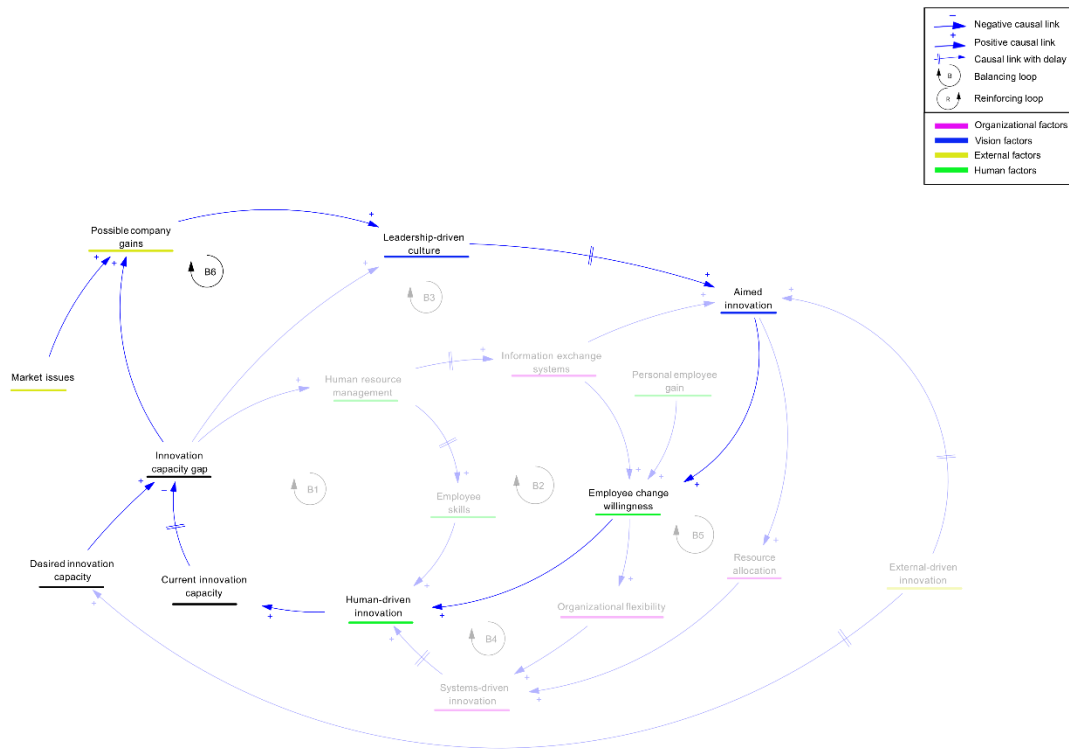 −
Negative causal link
+
Positive causal link
Causal link with delay
B
Balancing loop
R
Reinforcing loop
Organizational factors
Vision factors
External factors
Human factors
Possible company
gains
+
+ +
B6
+
Leadership-driven
culture
+
B3
+
Aimed
innovation
+
+
Market issues
Human resource
management
+
+
Information exchange
systems
Personal employee
gain
Innovation
capacity gap
+
−
B1
Employee
skills
+
B2
+
+
Employee change
willingness
+
B5
Desired innovation
capacity
+
Current innovation
capacity
+
Human-driven
innovation
+
+
+
B4
Organizational flexibility
+
Resource
allocation
+
External-driven
innovation
Systems-driven
innovation
+
+